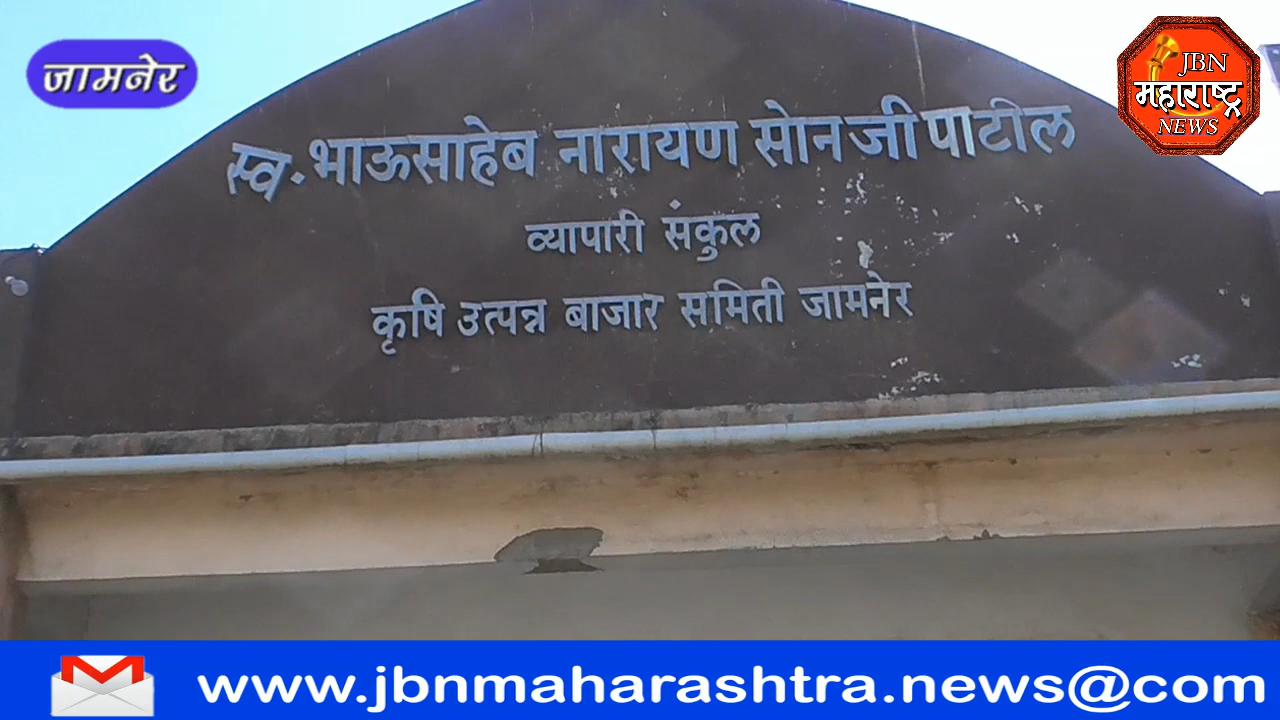 जामनेर
JBN
महाराष्ट्र
NEWS
स्व. भाऊसाहेब नारायण सोनजी पाटील
व्यापारी संकुल
कृषि उत्पन्न बाजार समिती जामनेर
www.jbnmaharashtra.news@com